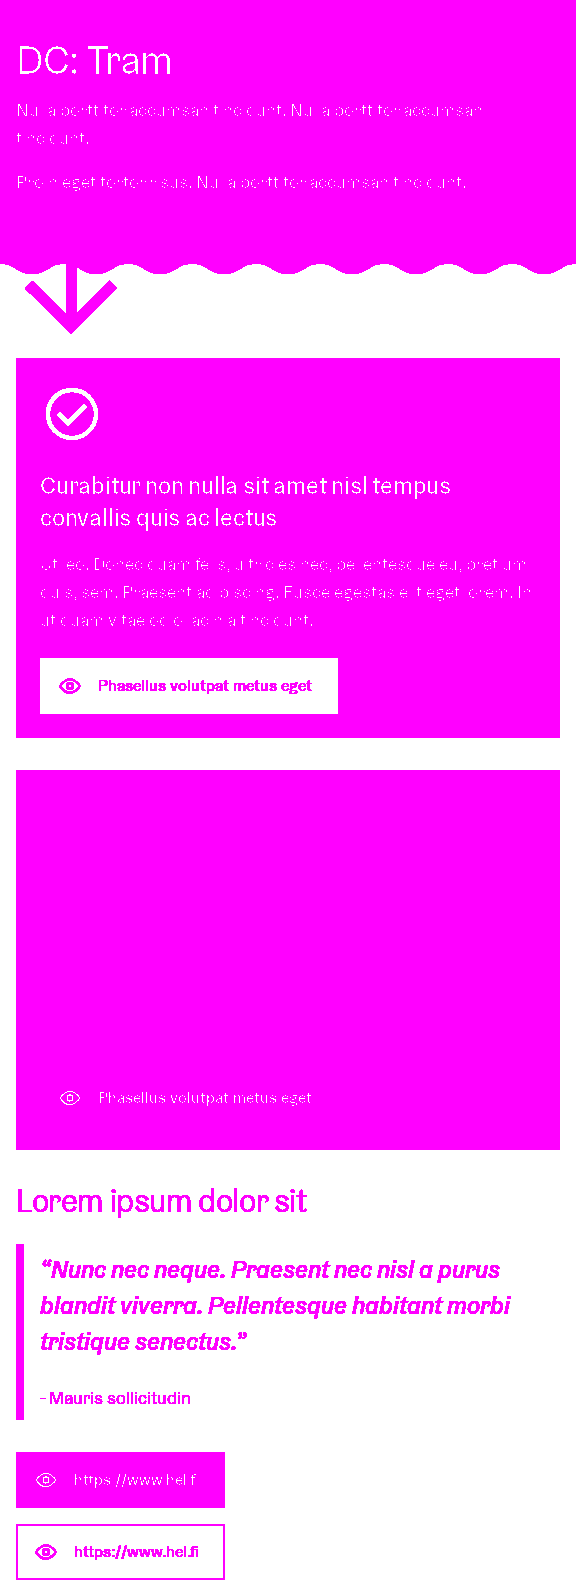 DC: Tram
Nulla porttitor accumsan tincidunt. Nulla porttitor accumsan
tincidunt.
Proin eget tortor risus. Nulla porttitor accumsan tincidunt.
Curabitur non nulla sit amet nisl tempus
convallis quis ac lectus
Ut leo. Donec quam felis, ultricies nec, pellentesque eu, pretium
quis, sem. Praesent adipiscing. Fusce egestas elit eget lorem. In
ut quam vitae odio lacinia tincidunt.
Phasellus volutpat metus eget
Phasellus volutpat metus eget
Lorem ipsum dolor sit
“Nunc nec neque. Praesent nec nisl a purus
blandit viverra. Pellentesque habitant morbi
tristique senectus.”
– Mauris sollicitudin
https://www.hel.fi
https://www.hel.fi